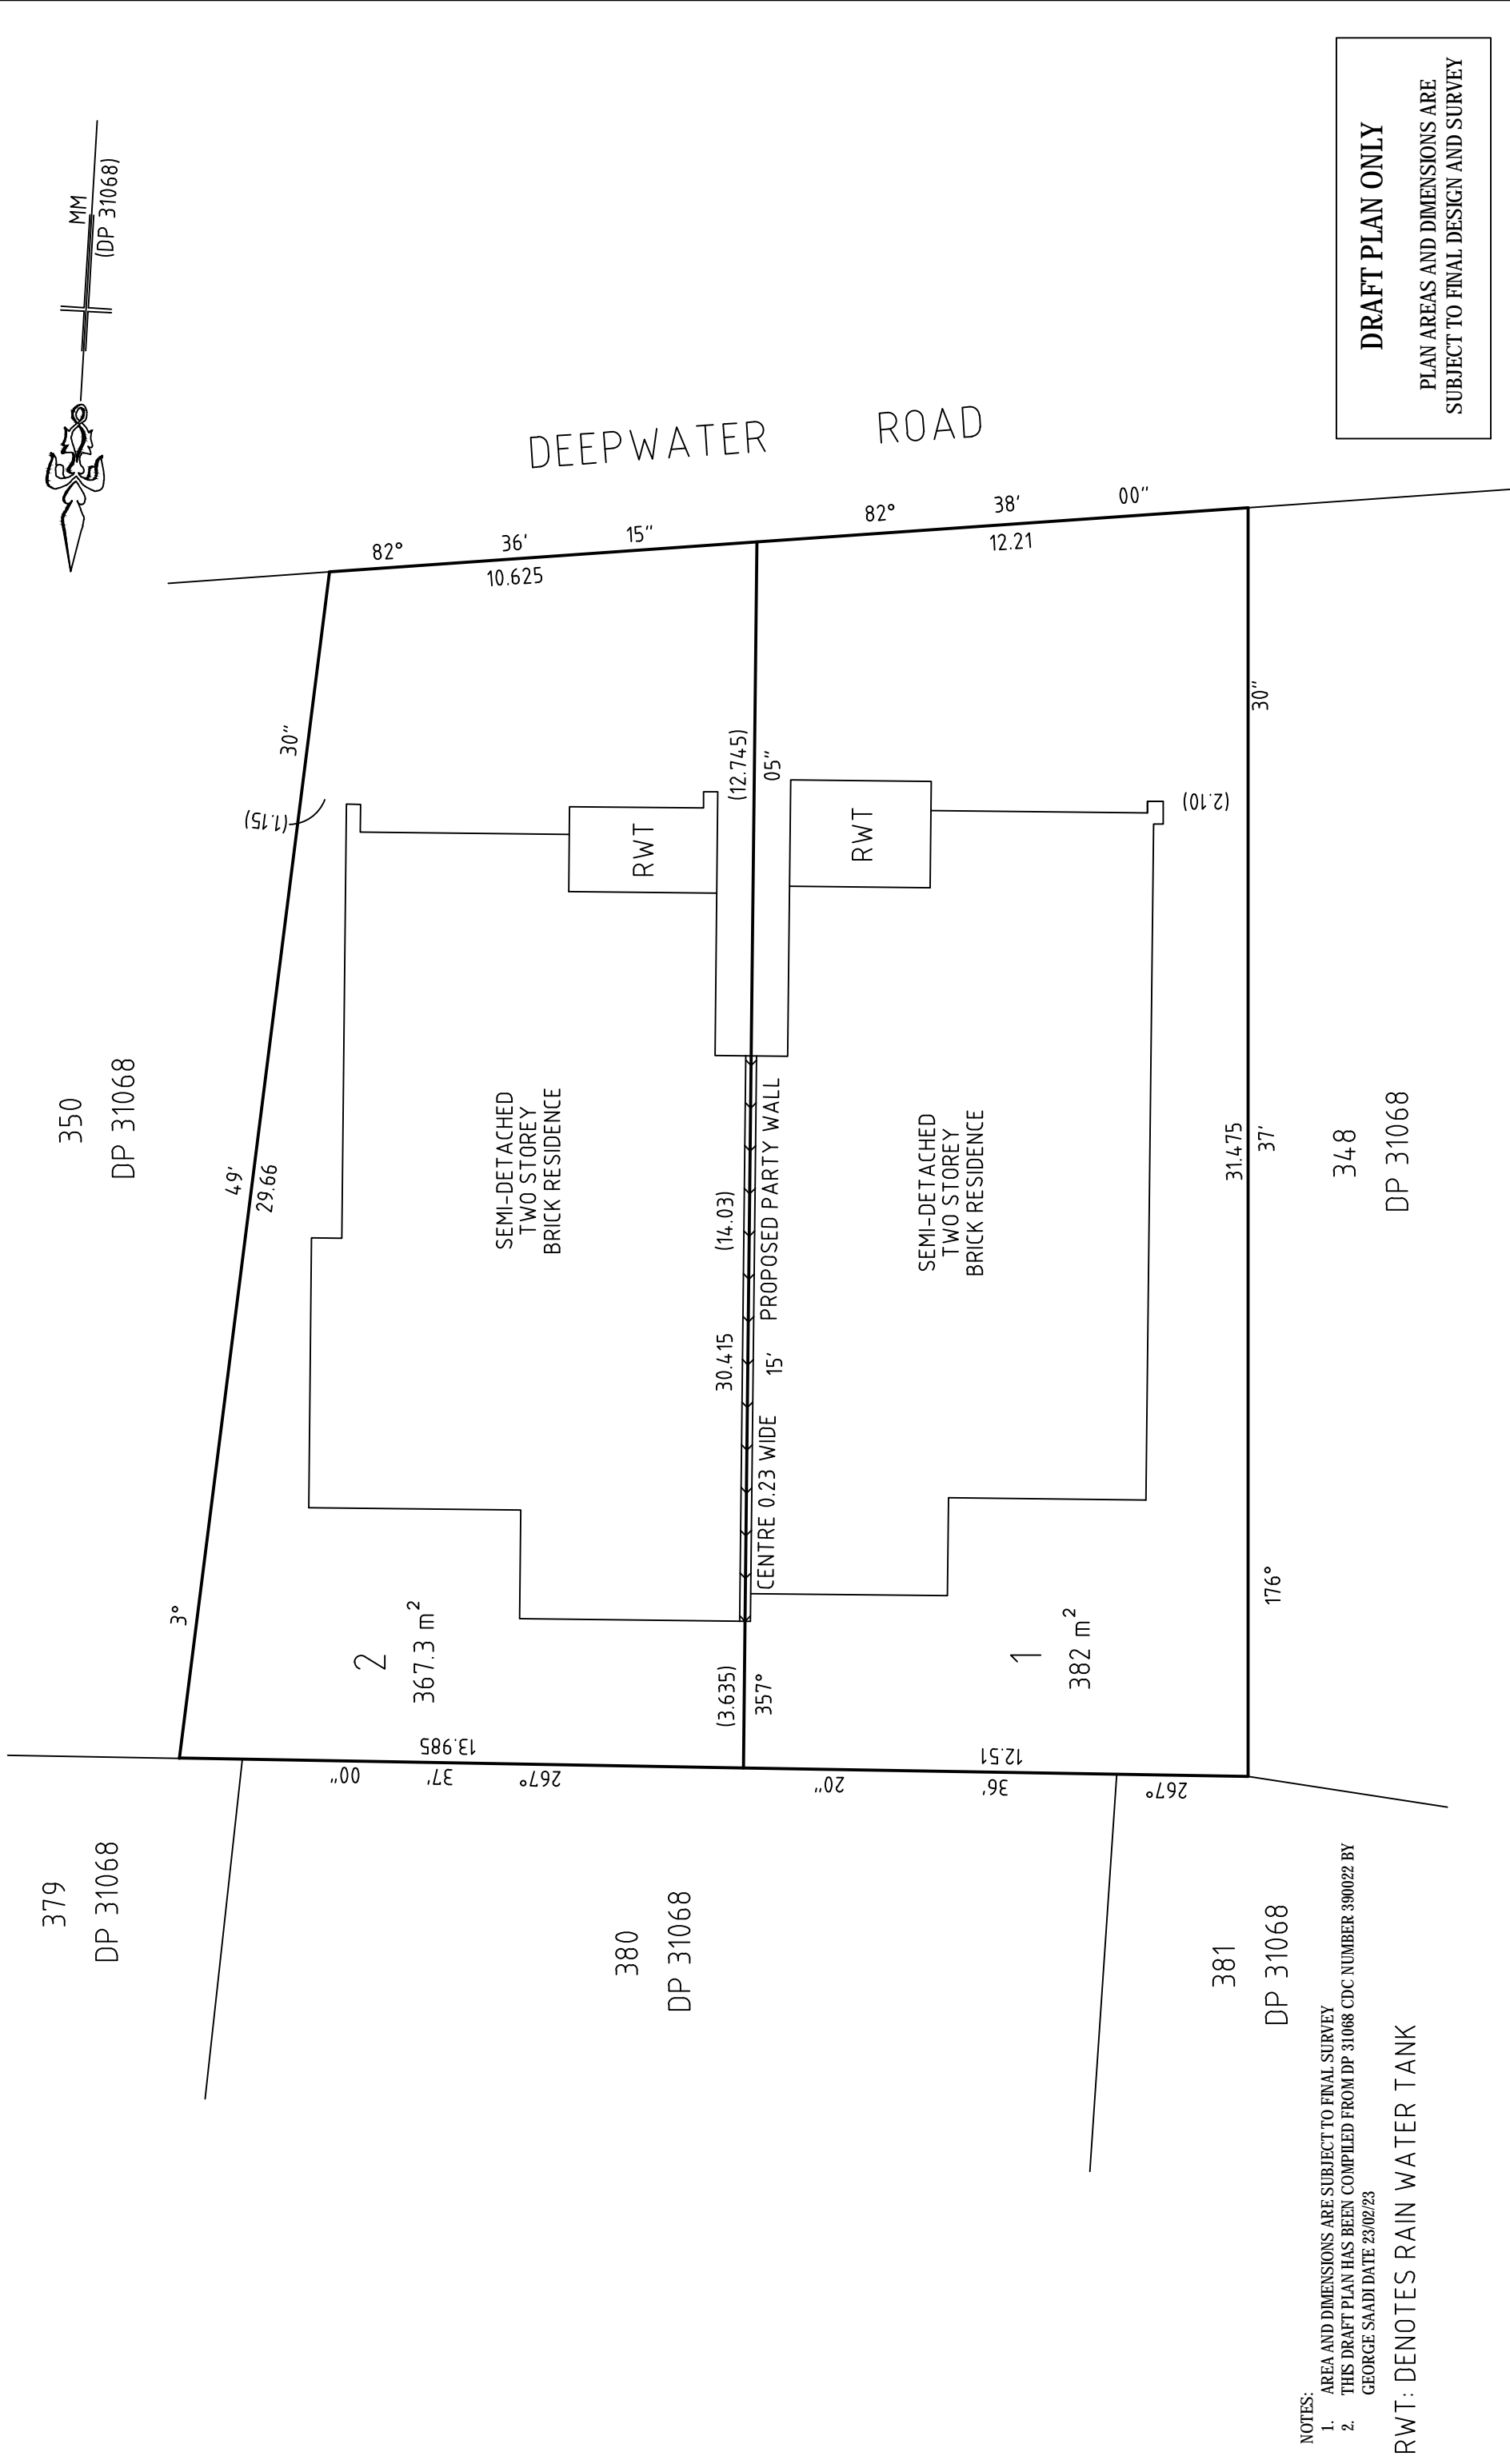 MM
(DP 31068)
DEEPWATER ROAD
82° 36' 15"
10.625
82° 38' 00"
12.21
DRAFT PLAN ONLY
PLAN AREAS AND DIMENSIONS ARE
SUBJECT TO FINAL DESIGN AND SURVEY
350
DP 31068
3° 49' 30"
29.66
(1.15)
RWT
SEMI-DETACHED
TWO STOREY
BRICK RESIDENCE
2
367.3 m²
(3.635) 30.415 (14.03) (12.745)
357° 15' 05"
CENTRE 0.23 WIDE PROPOSED PARTY WALL
RWT
SEMI-DETACHED
TWO STOREY
BRICK RESIDENCE
1
382 m²
(2.10)
31.475
176° 37' 30"
348
DP 31068
13.985
267° 37' 00"
12.51
267° 36' 20"
379
DP 31068
380
DP 31068
381
DP 31068
NOTES:
1. AREA AND DIMENSIONS ARE SUBJECT TO FINAL SURVEY
2. THIS DRAFT PLAN HAS BEEN COMPILED FROM DP 31068 CDC NUMBER 390022 BY
GEORGE SAADI DATE 23/02/23
RWT: DENOTES RAIN WATER TANK